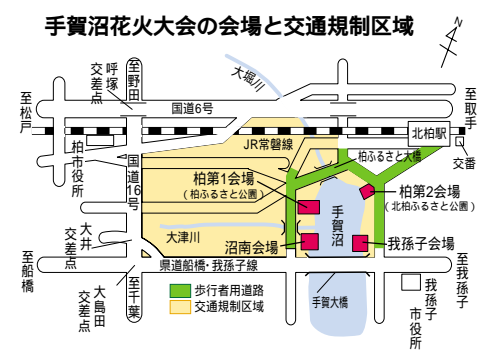 手賀沼花火大会の会場と交通規制区域
N
至松戸
呼塚交差点
至野田
大堀川
国道6号
至取手
北柏駅
JR常磐線
交番
柏市役所
国道16号
柏ふるさと大橋
柏第1会場
(柏ふるさと公園)
柏第2会場
(北柏ふるさと公園)
手賀沼
大井交差点
大津川
沼南会場
我孫子会場
至船橋
県道船橋・我孫子線
至我孫子
大島田交差点
至千葉
歩行者用道路
交通規制区域
手賀大橋
我孫子市役所